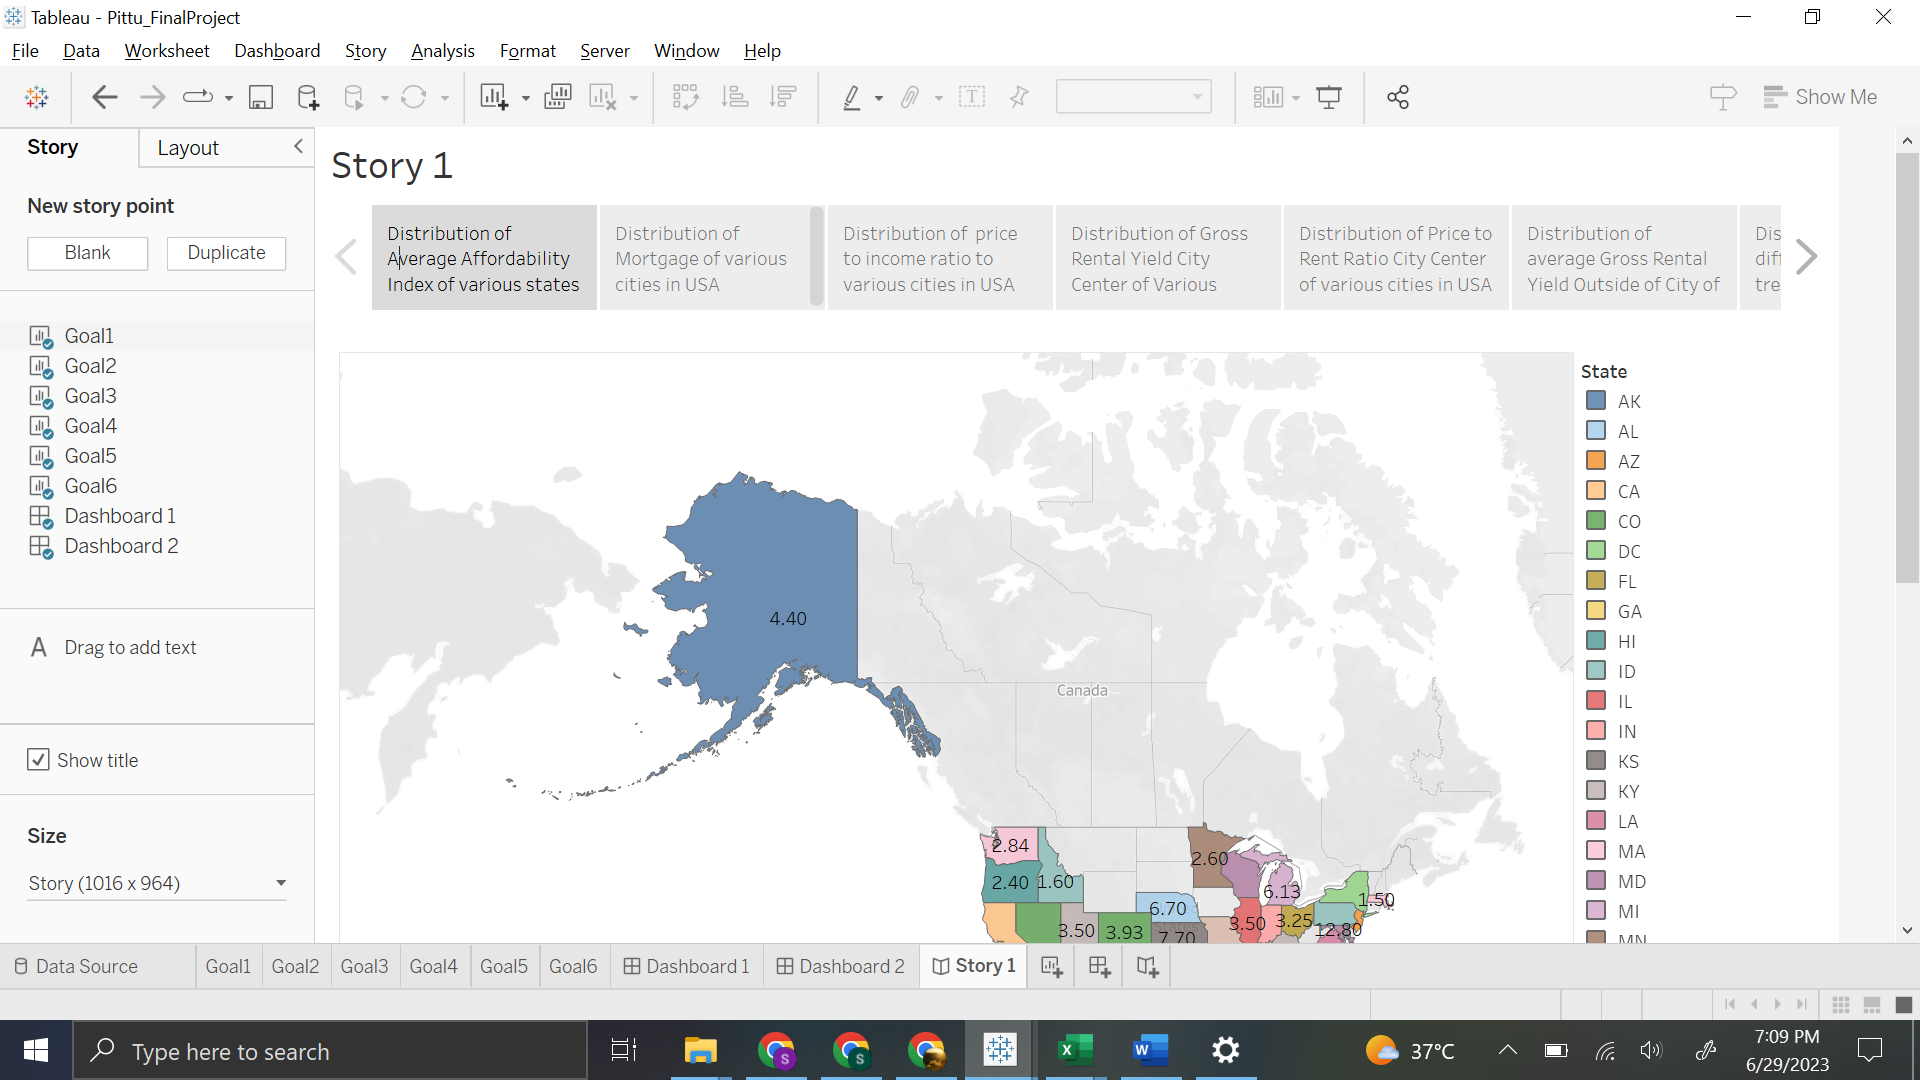 Tableau - Pittu_FinalProject
File Data Worksheet Dashboard Story Analysis Format Server Window Help
Show Me
Story Layout
New story point
Blank Duplicate
Goal1
Goal2
Goal3
Goal4
Goal5
Goal6
Dashboard 1
Dashboard 2
A Drag to add text
Show title
Size
Story (1016 x 964)
Story 1
Distribution of
Average Affordability
Index of various states
Distribution of
Mortgage of various
cities in USA
Distribution of price
to income ratio to
various cities in USA
Distribution of Gross
Rental Yield City
Center of Various
Distribution of Price to
Rent Ratio City Center
of various cities in USA
Distribution of
average Gross Rental
Yield Outside of City of
Dis
diff
tre
4.40
Canada
2.84
2.60
2.40 1.60
6.13
6.70
1.50
3.50 3.93
3.50 3.25
12.80
7.70
State
AK
AL
AZ
CA
CO
DC
FL
GA
HI
ID
IL
IN
KS
KY
LA
MA
MD
MI
MN
Data Source Goal1 Goal2 Goal3 Goal4 Goal5 Goal6 Dashboard 1 Dashboard 2 Story 1
Type here to search
S
S
37°C
7:09 PM
6/29/2023